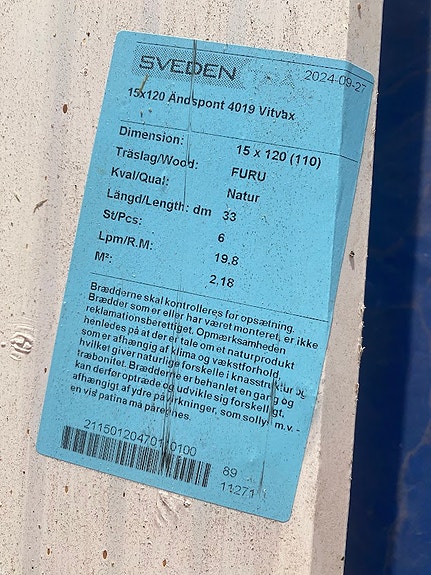 SVEDEN TRÄ 2024-09-27
15x120 Ändspont 4019 Vitvax
Dimension: 15 x 120 (110)
Träslag/Wood: FURU
Kval/Qual: Natur
Längd/Length: dm 33
St/Pcs: 6
Lpm/R.M: 19.8
M²: 2.18
Brædderne skal kontrolleres før opsætning.
Brædder som er eller har været monteret, er ikke
reklamationsberettiget. Opmærksamheden
henledes på at der er tale om et naturprodukt
som er afhængig af klima og vækstforhold,
hvilket giver naturlige forskelle i knasstruktur og
træbonitet. Brædderne er behandlet en gang og
kan derfor optræde og udvikle sig forskelligt,
afhængigt af ydre påvirkninger, som sollys m.v. -
en vis patina må påregnes.
89
11271